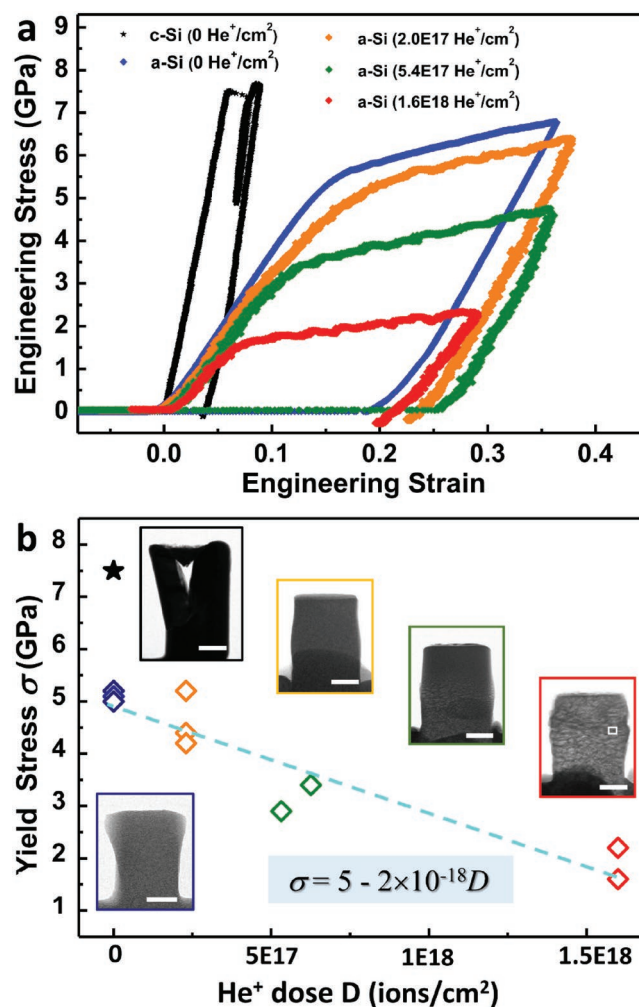 a
9
8
7
6
5
4
3
2
1
0
Engineering Stress (GPa)
c-Si (0 He⁺/cm²)
a-Si (0 He⁺/cm²)
a-Si (2.0E17 He⁺/cm²)
a-Si (5.4E17 He⁺/cm²)
a-Si (1.6E18 He⁺/cm²)
0.0 0.1 0.2 0.3 0.4
Engineering Strain
b
8
7
6
5
4
3
2
1
Yield Stress σ (GPa)
σ = 5 - 2×10⁻¹⁸D
0 5E17 1E18 1.5E18
He⁺ dose D (ions/cm²)